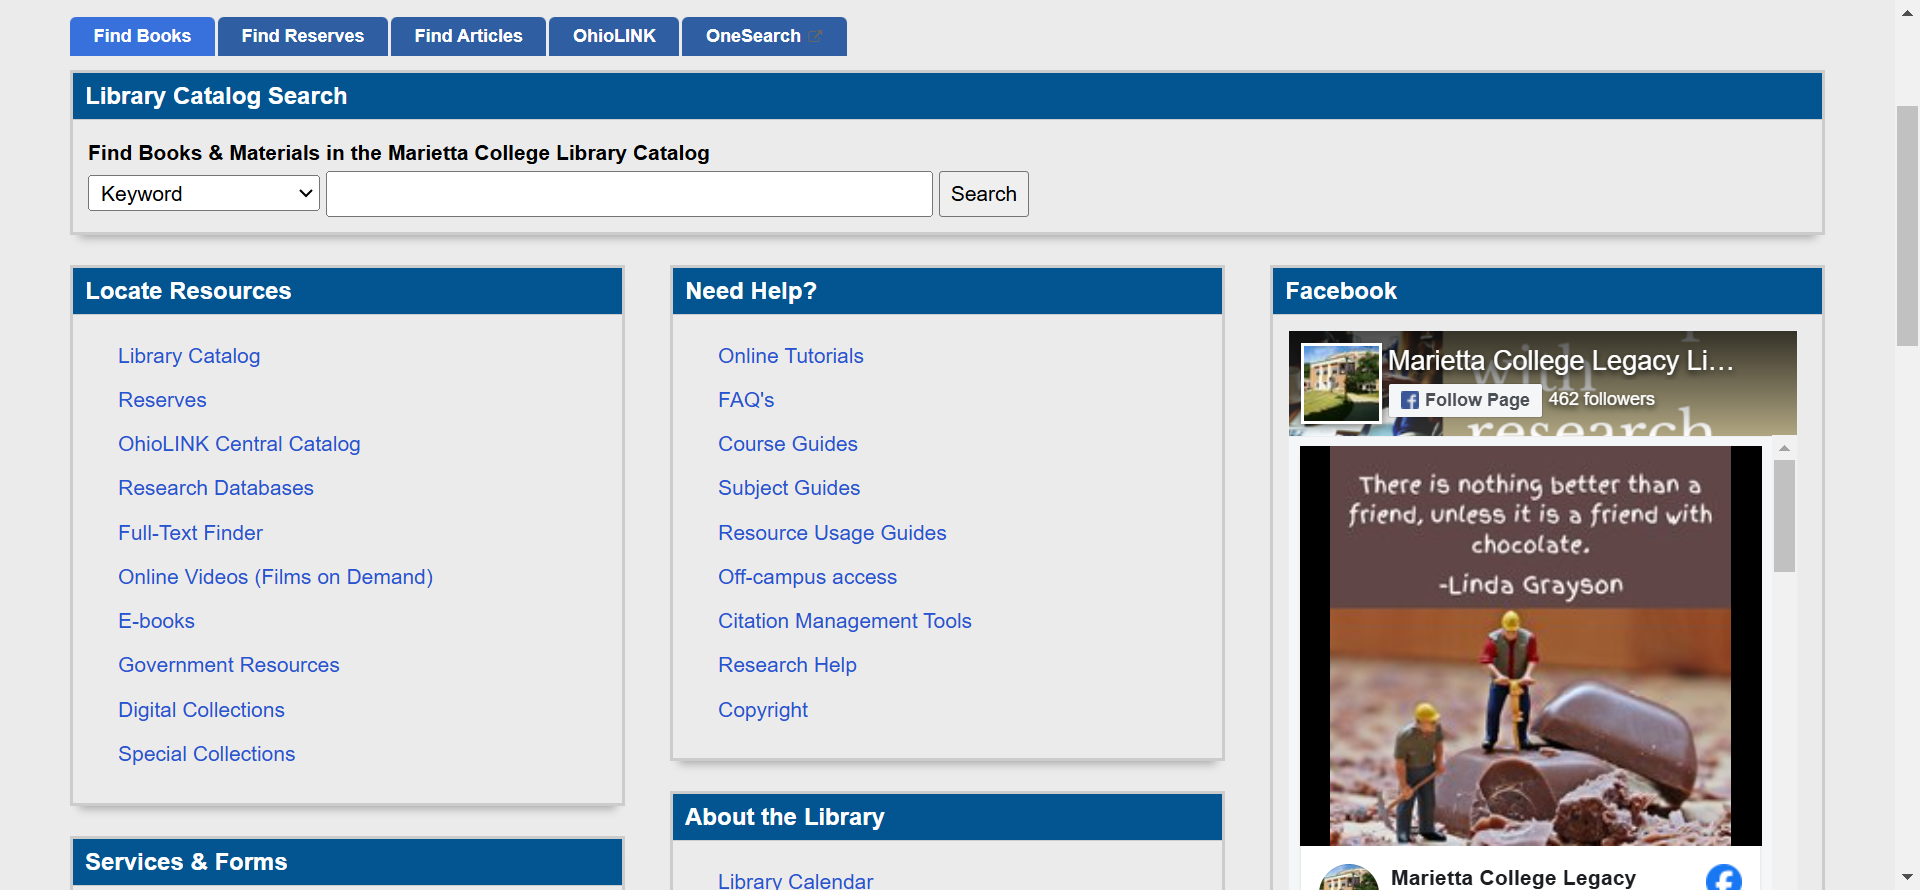 Find Books Find Reserves Find Articles OhioLINK OneSearch
Library Catalog Search
Find Books & Materials in the Marietta College Library Catalog
Keyword Search
Locate Resources
Library Catalog
Reserves
OhioLINK Central Catalog
Research Databases
Full-Text Finder
Online Videos (Films on Demand)
E-books
Government Resources
Digital Collections
Special Collections
Services & Forms
Need Help?
Online Tutorials
FAQ's
Course Guides
Subject Guides
Resource Usage Guides
Off-campus access
Citation Management Tools
Research Help
Copyright
About the Library
Library Calendar
Facebook
Marietta College Legacy Li...
Follow Page 462 followers
with
research
There is nothing better than a
friend, unless it is a friend with
chocolate.
-Linda Grayson
Marietta College Legacy